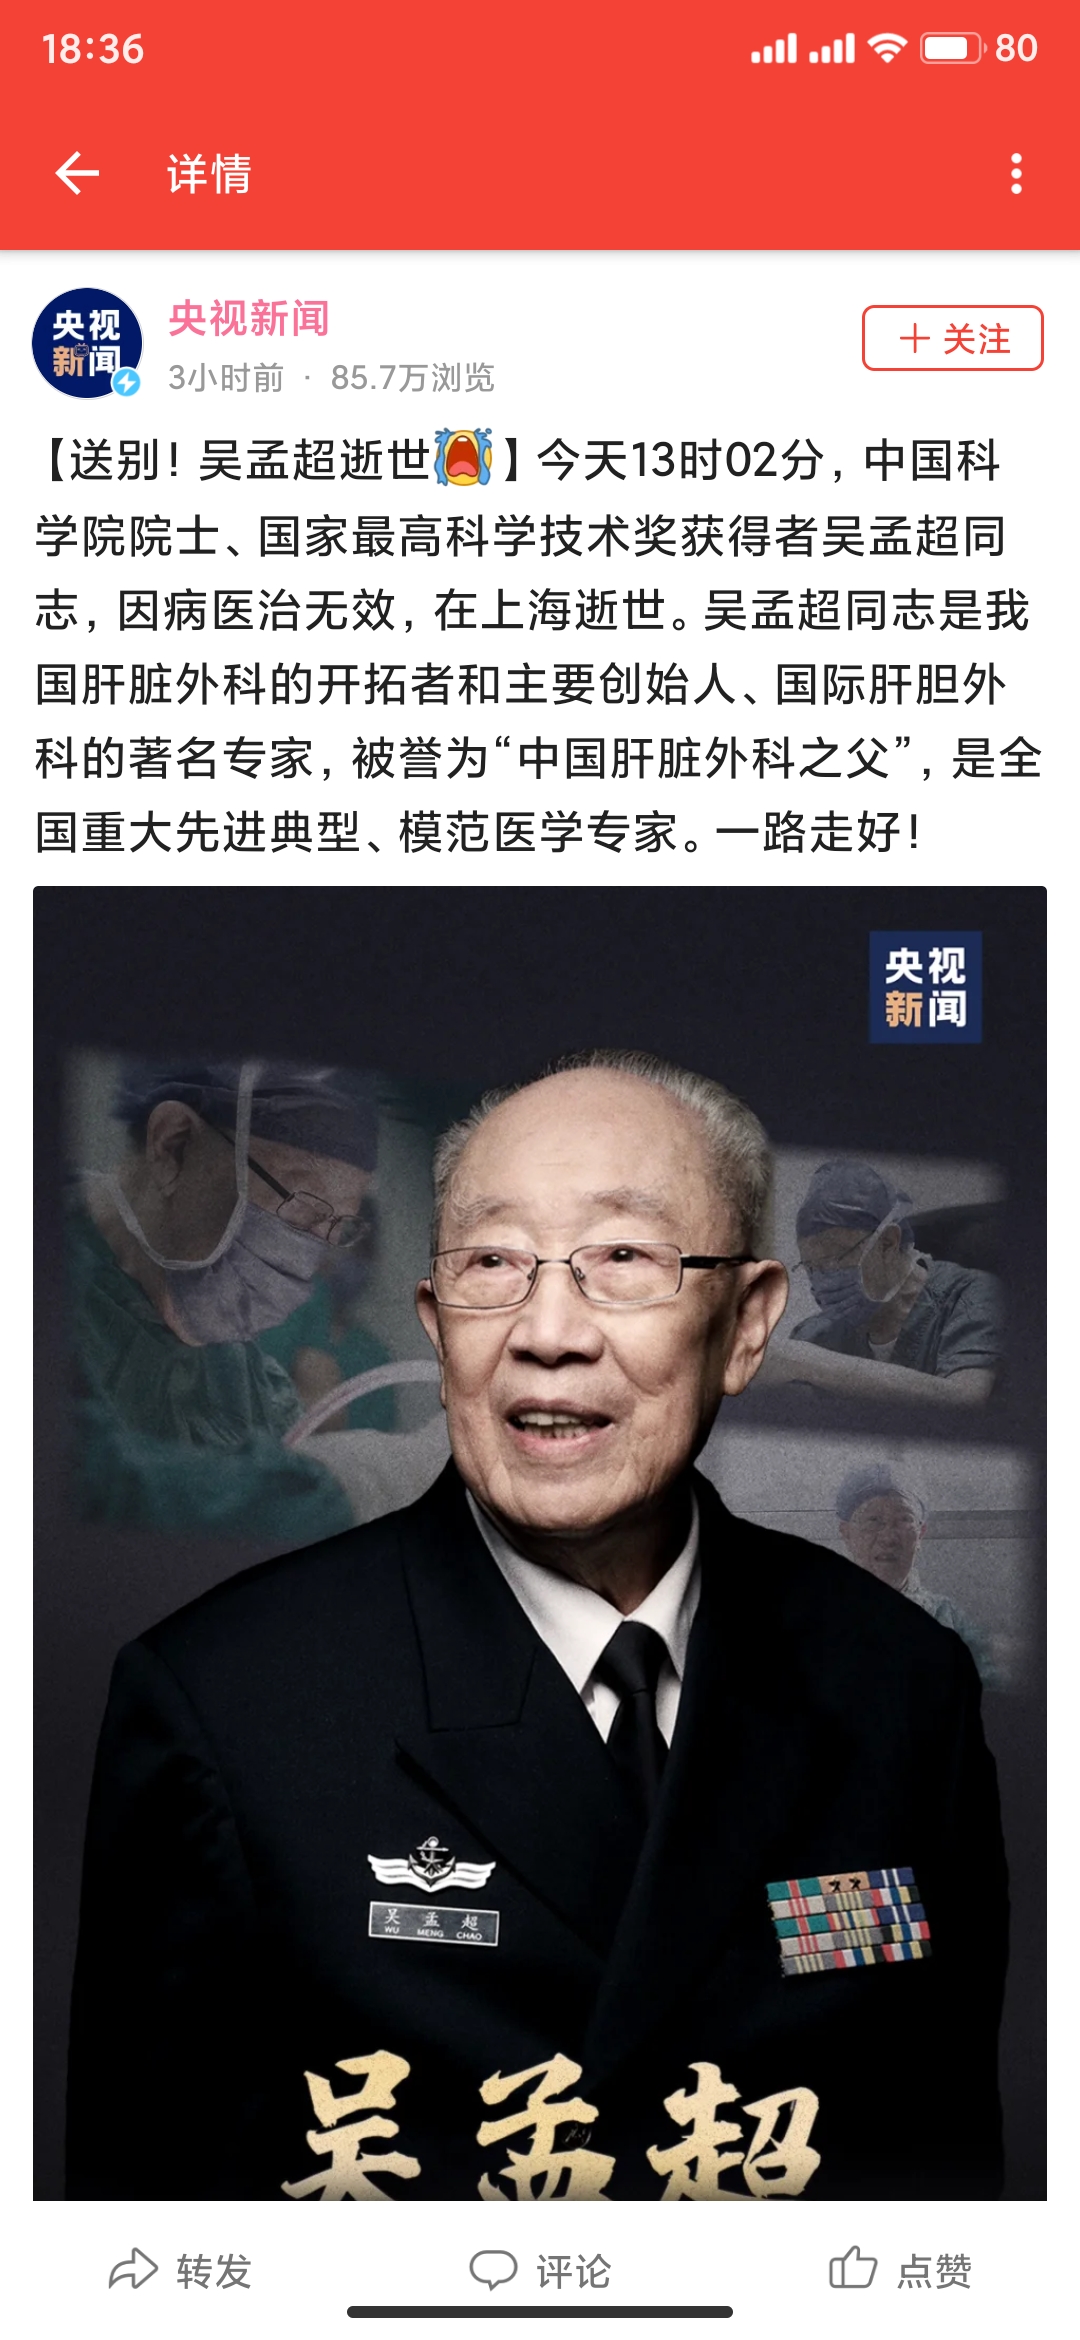 18:36
80
详情
央视
新闻
央视新闻
3小时前 · 85.7万浏览
关注
【送别！吴孟超逝世】今天13时02分，中国科
学院院士、国家最高科学技术奖获得者吴孟超同
志，因病医治无效，在上海逝世。吴孟超同志是我
国肝脏外科的开拓者和主要创始人、国际肝胆外
科的著名专家，被誉为“中国肝脏外科之父”，是全
国重大先进典型、模范医学专家。一路走好！
央视
新闻
吴 孟 超
WU MENG CHAO
吴孟超
转发
评论
点赞